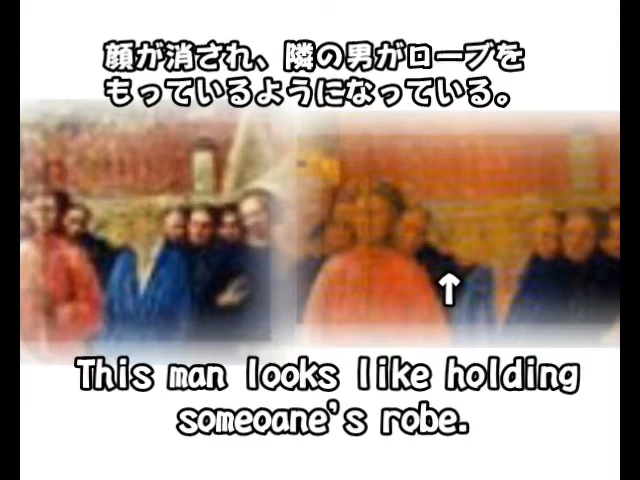 顔が消され、隣の男がローブを
もっているようになっている。
↑
This man looks like holding
someoane's robe.